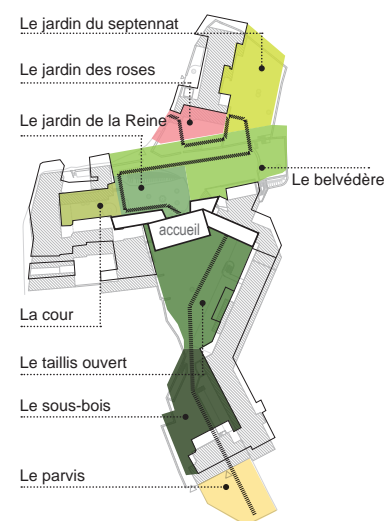 Le jardin du septennat
Le jardin des roses
Le jardin de la Reine
Le belvédère
accueil
La cour
Le taillis ouvert
Le sous-bois
Le parvis